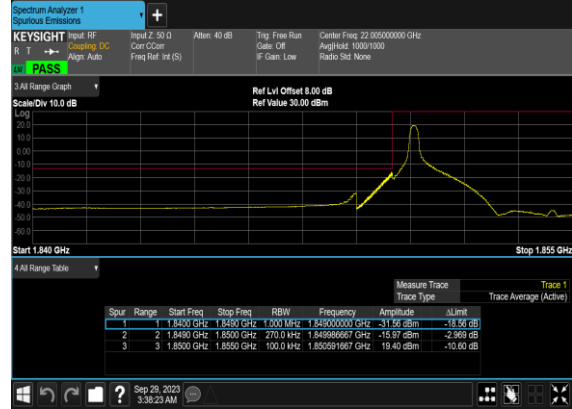 Spectrum Analyzer 1
Spurious Emissions
+
KEYSIGHT Input: RF Input Z: 50 Ω Atten: 40 dB Trig: Free Run Center Freq: 22.005000000 GHz
R T Coupling: DC Corr CCorr Gate: Off Avg|Hold: 1000/1000
Align: Auto Freq Ref: Int (S) IF Gain: Low Radio Std: None
PASS
3 All Range Graph
Ref Lvl Offset 8.00 dB
Scale/Div 10.0 dB Ref Value 30.00 dBm
Log
20.0
10.0
0.00
-10.0
-20.0
-30.0
-40.0
-50.0
-60.0
Start 1.840 GHz Stop 1.855 GHz
4 All Range Table
Measure Trace Trace 1
Trace Type Trace Average (Active)
Spur Range Start Freq Stop Freq RBW Frequency Amplitude ΔLimit
1 1 1.8400 GHz 1.8490 GHz 1.000 MHz 1.849000000 GHz -31.56 dBm -18.56 dB
2 2 1.8490 GHz 1.8500 GHz 270.0 kHz 1.849986667 GHz -15.97 dBm -2.969 dB
3 3 1.8500 GHz 1.8550 GHz 100.0 kHz 1.850591667 GHz 19.40 dBm -10.60 dB
?
Sep 29, 2023
3:38:23 AM